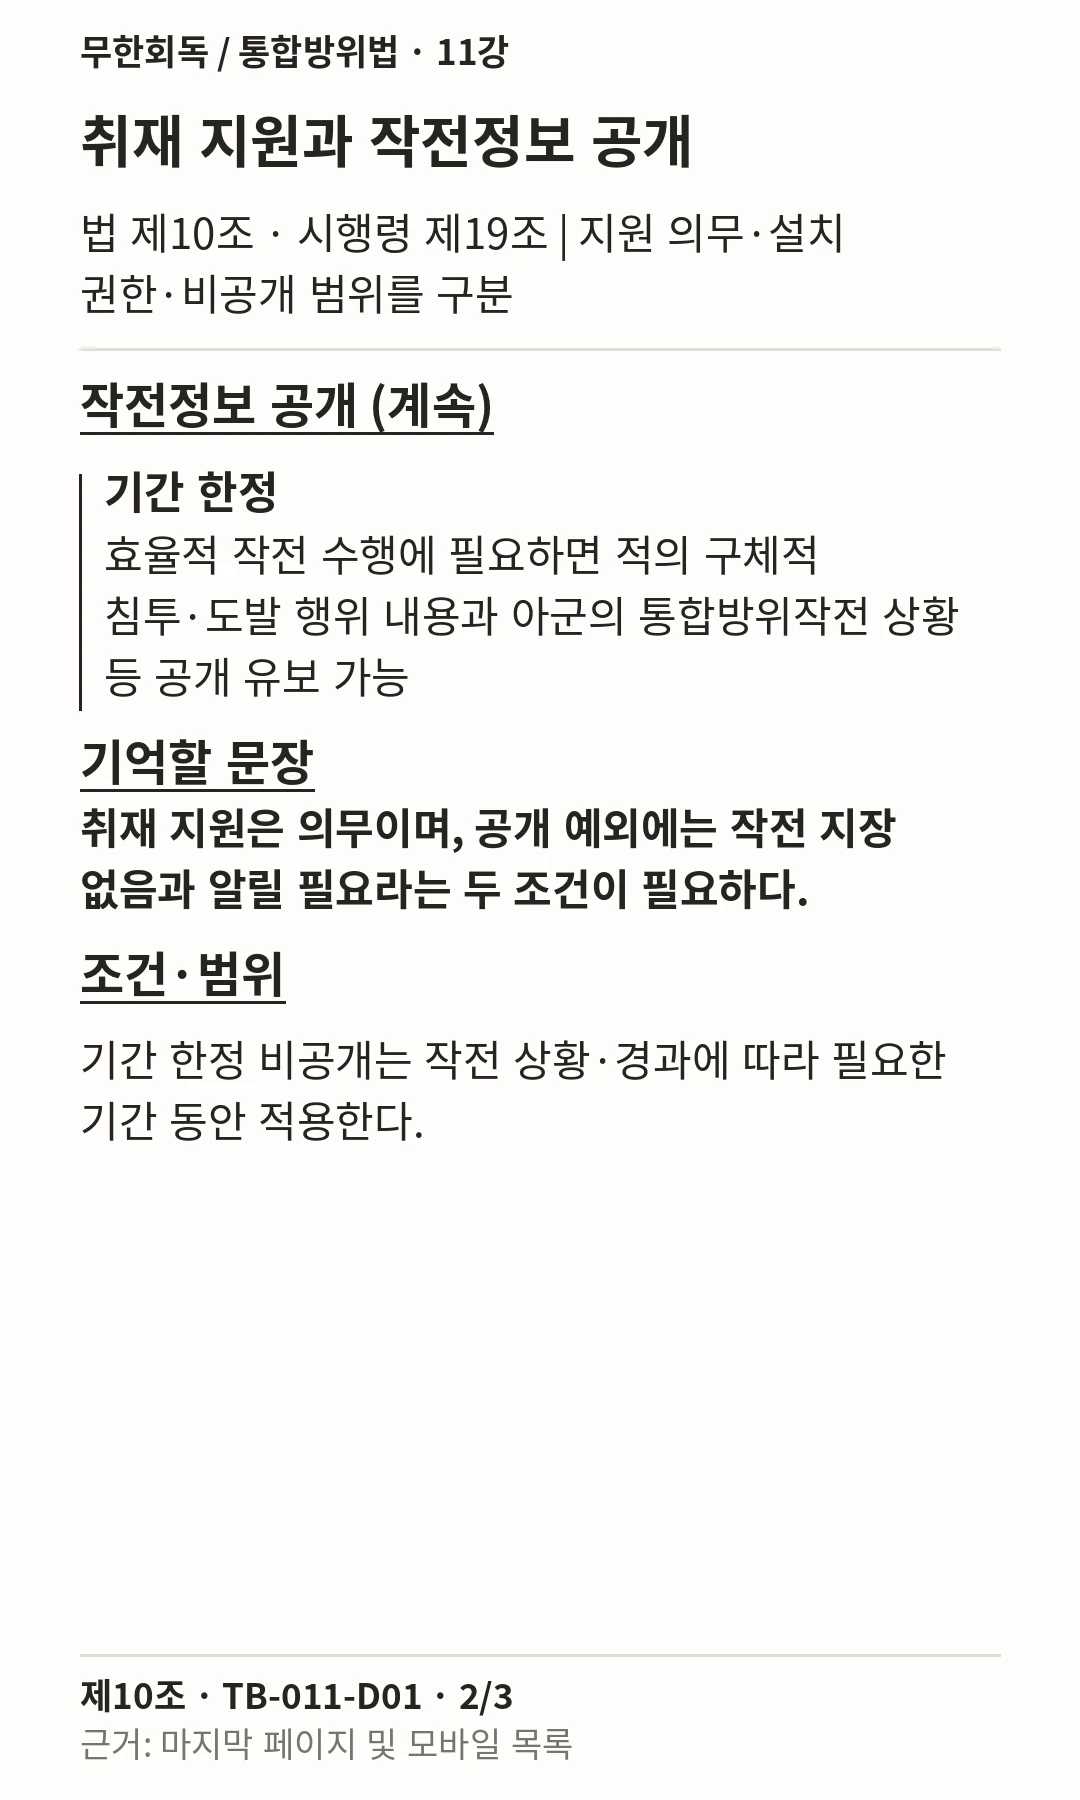 무한회독 / 통합방위법 · 11강
취재 지원과 작전정보 공개
법 제10조 · 시행령 제19조 | 지원 의무·설치
권한·비공개 범위를 구분
작전정보 공개 (계속)
기간 한정
효율적 작전 수행에 필요하면 적의 구체적
침투·도발 행위 내용과 아군의 통합방위작전 상황
등 공개 유보 가능
기억할 문장
취재 지원은 의무이며, 공개 예외에는 작전 지장
없음과 알릴 필요라는 두 조건이 필요하다.
조건·범위
기간 한정 비공개는 작전 상황·경과에 따라 필요한
기간 동안 적용한다.
제10조 · TB-011-D01 · 2/3
근거: 마지막 페이지 및 모바일 목록